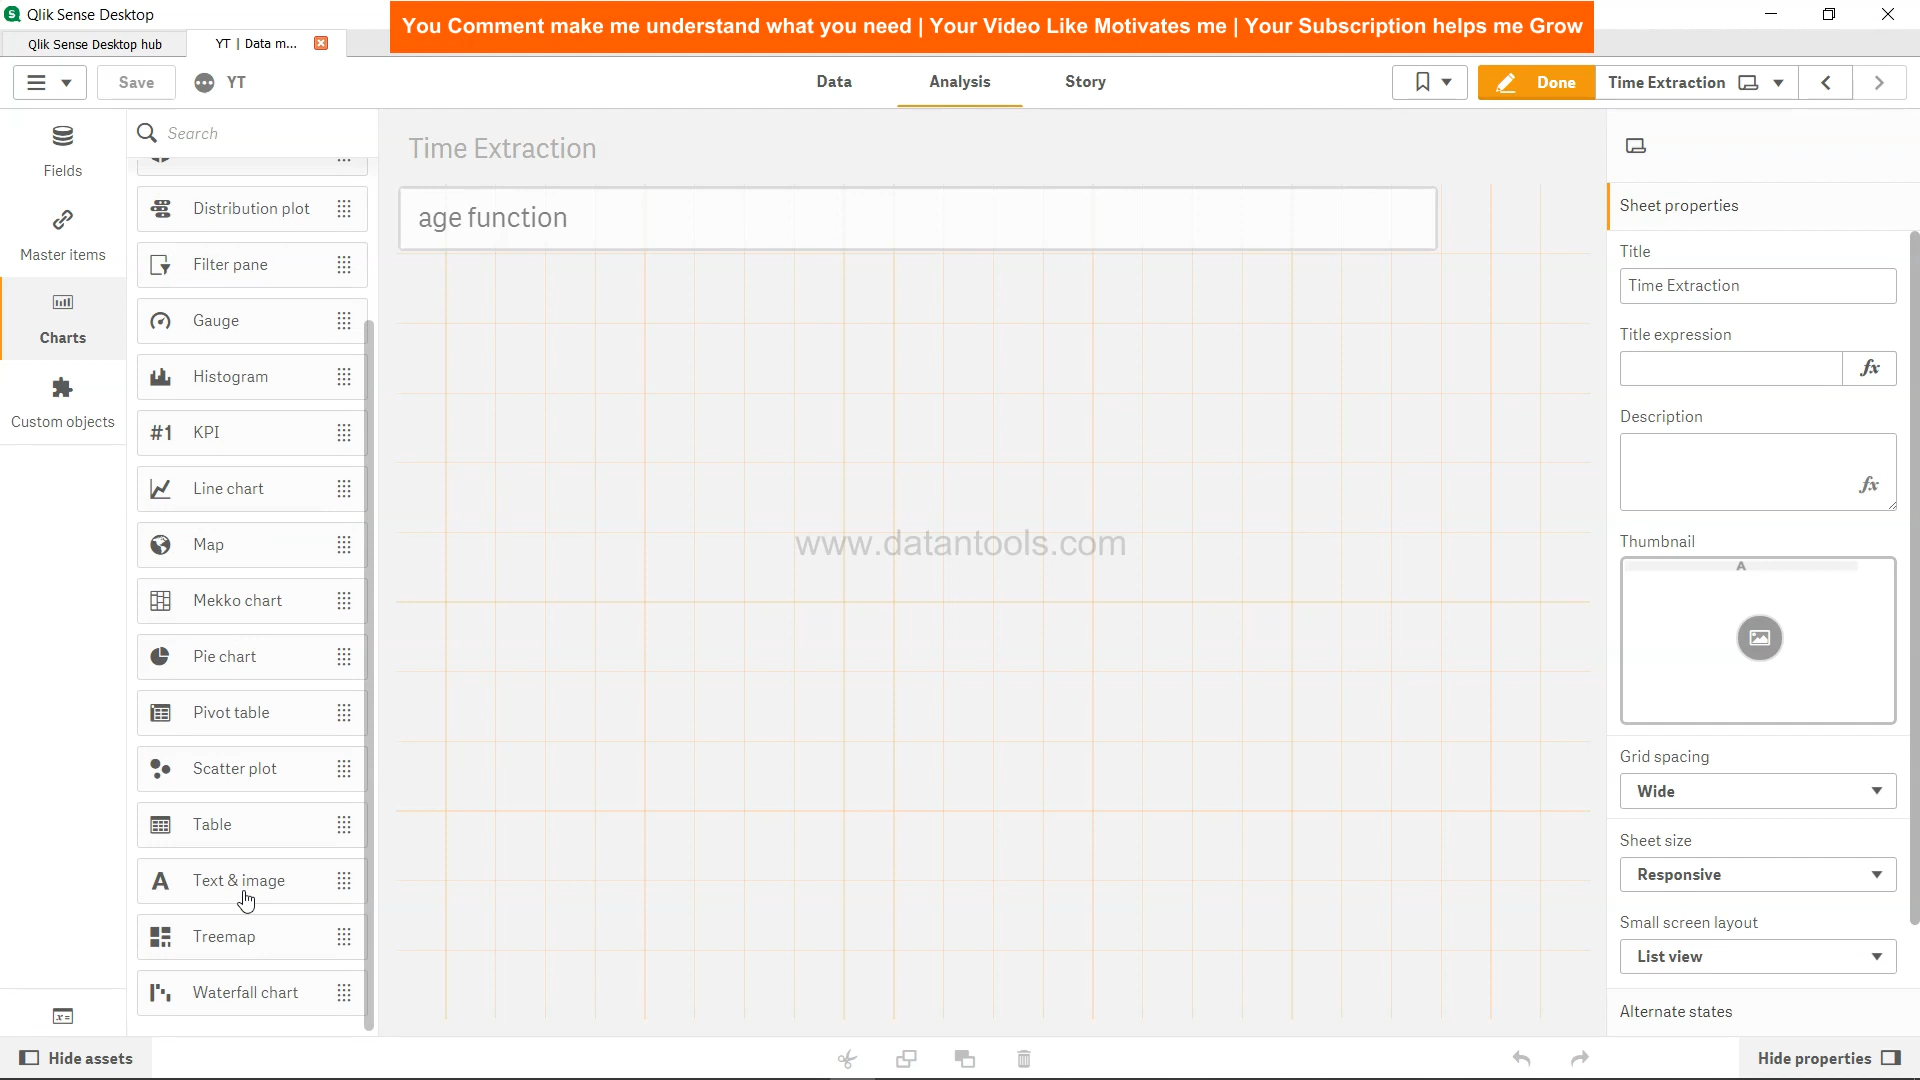 Qlik Sense Desktop
You Comment make me understand what you need | Your Video Like Motivates me | Your Subscription helps me Grow
Qlik Sense Desktop hub
YT | Data m...
Save
YT
Data
Analysis
Story
Done
Time Extraction
Fields
Master items
Charts
Custom objects
Search
Distribution plot
Filter pane
Gauge
Histogram
#1 KPI
Line chart
Map
Mekko chart
Pie chart
Pivot table
Scatter plot
Table
A Text & image
Treemap
Waterfall chart
Time Extraction
age function
www.datantools.com
Sheet properties
Title
Time Extraction
Title expression
fx
Description
fx
Thumbnail
A
Grid spacing
Wide
Sheet size
Responsive
Small screen layout
List view
Alternate states
x=
Hide assets
Hide properties